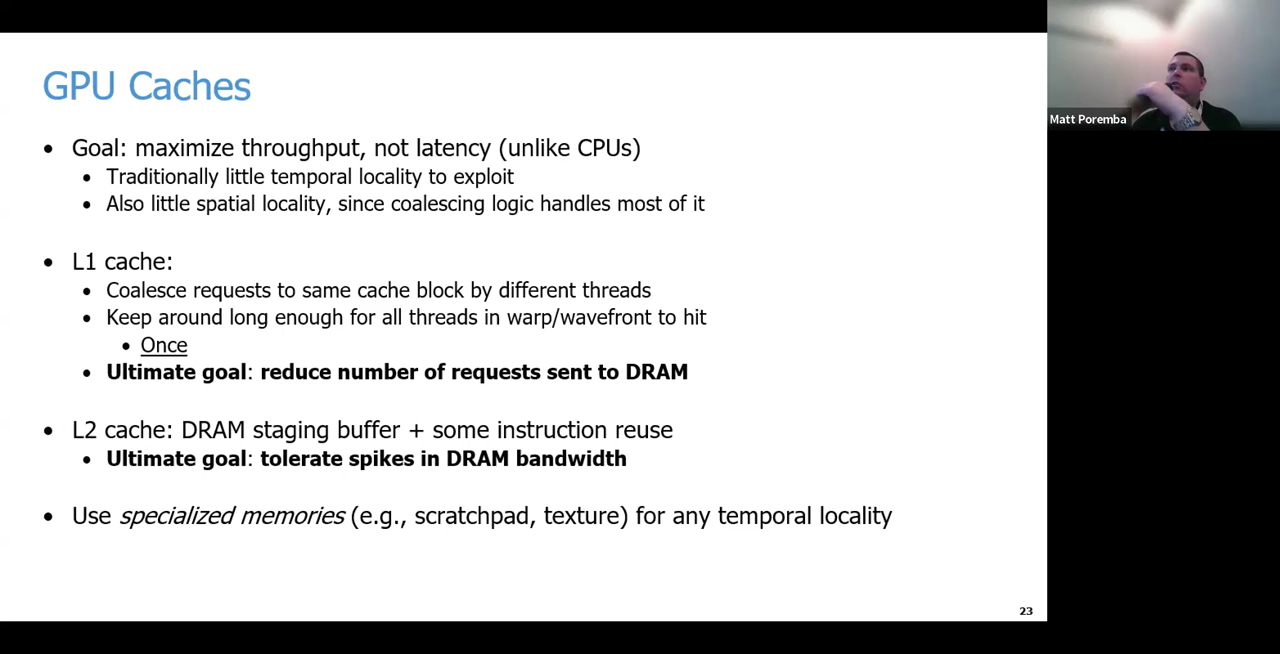 GPU Caches
• Goal: maximize throughput, not latency (unlike CPUs)
• Traditionally little temporal locality to exploit
• Also little spatial locality, since coalescing logic handles most of it
• L1 cache:
• Coalesce requests to same cache block by different threads
• Keep around long enough for all threads in warp/wavefront to hit
• Once
• Ultimate goal: reduce number of requests sent to DRAM
• L2 cache: DRAM staging buffer + some instruction reuse
• Ultimate goal: tolerate spikes in DRAM bandwidth
• Use specialized memories (e.g., scratchpad, texture) for any temporal locality
23
Matt Poremba